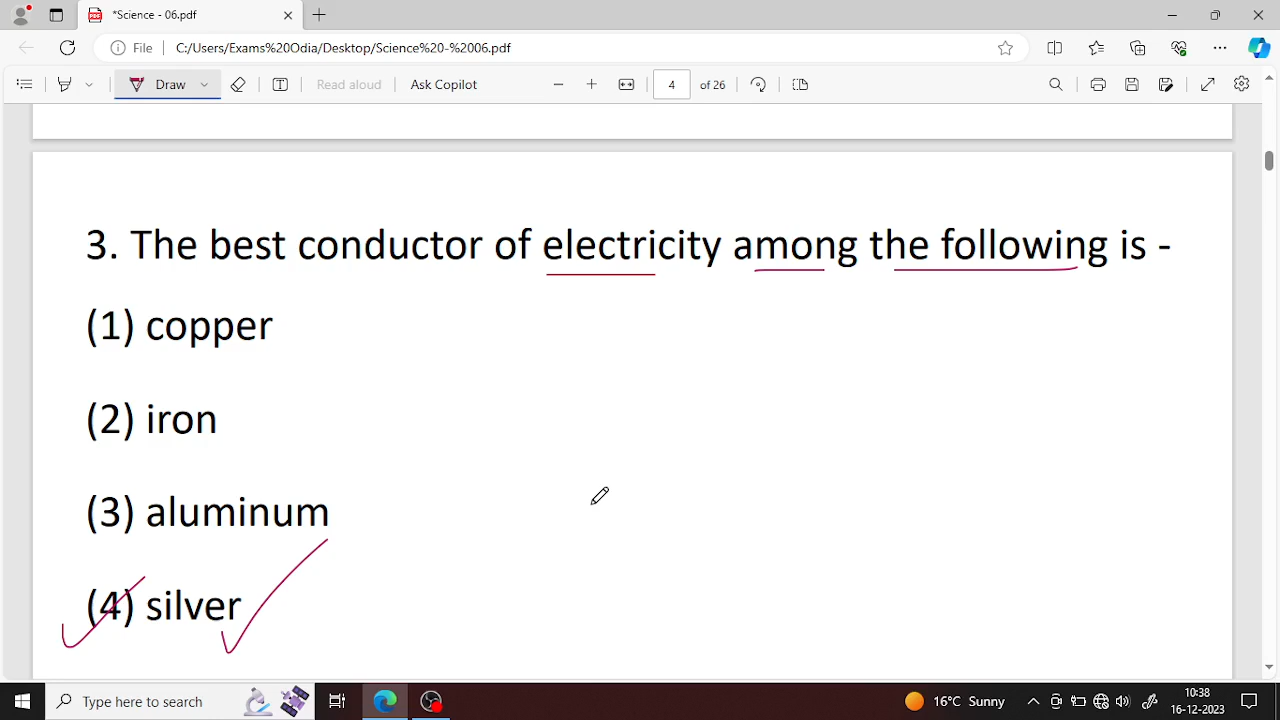 *Science - 06.pdf
File
C:/Users/Exams%20Odia/Desktop/Science%20-%2006.pdf
Draw
Read aloud
Ask Copilot
4
of 26
3. The best conductor of electricity among the following is -
(1) copper
(2) iron
(3) aluminum
(4) silver
Type here to search
16°C Sunny
10:38
16-12-2023